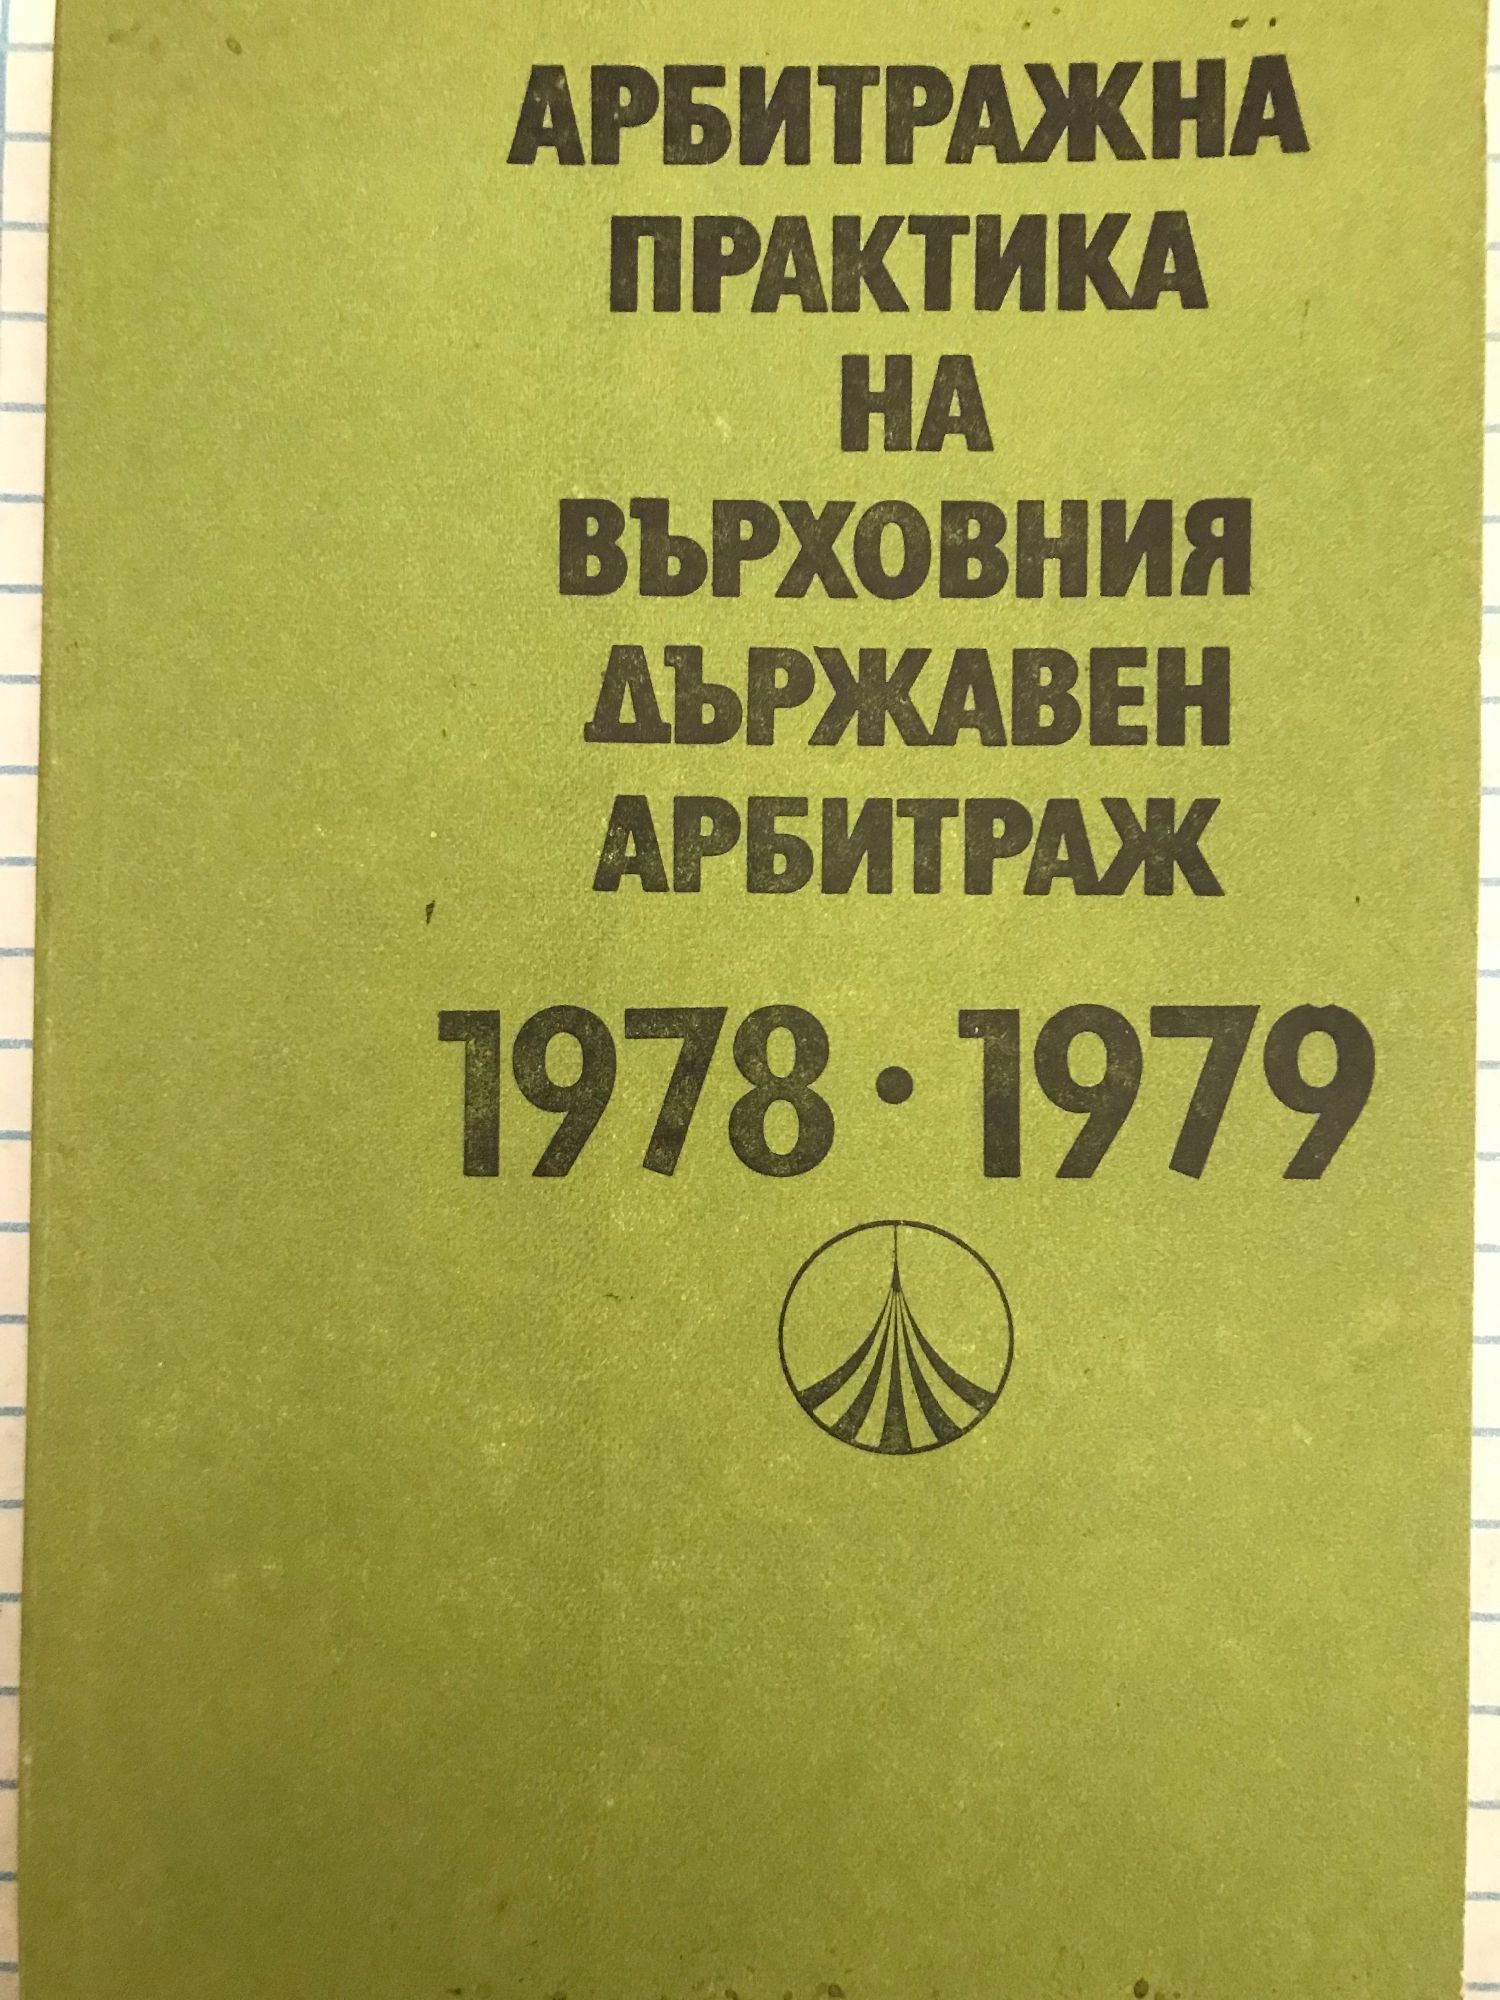 АРБИТРАЖНА
ПРАКТИКА
НА
ВЪРХОВНИЯ
ДЪРЖАВЕН
АРБИТРАЖ
1978 · 1979